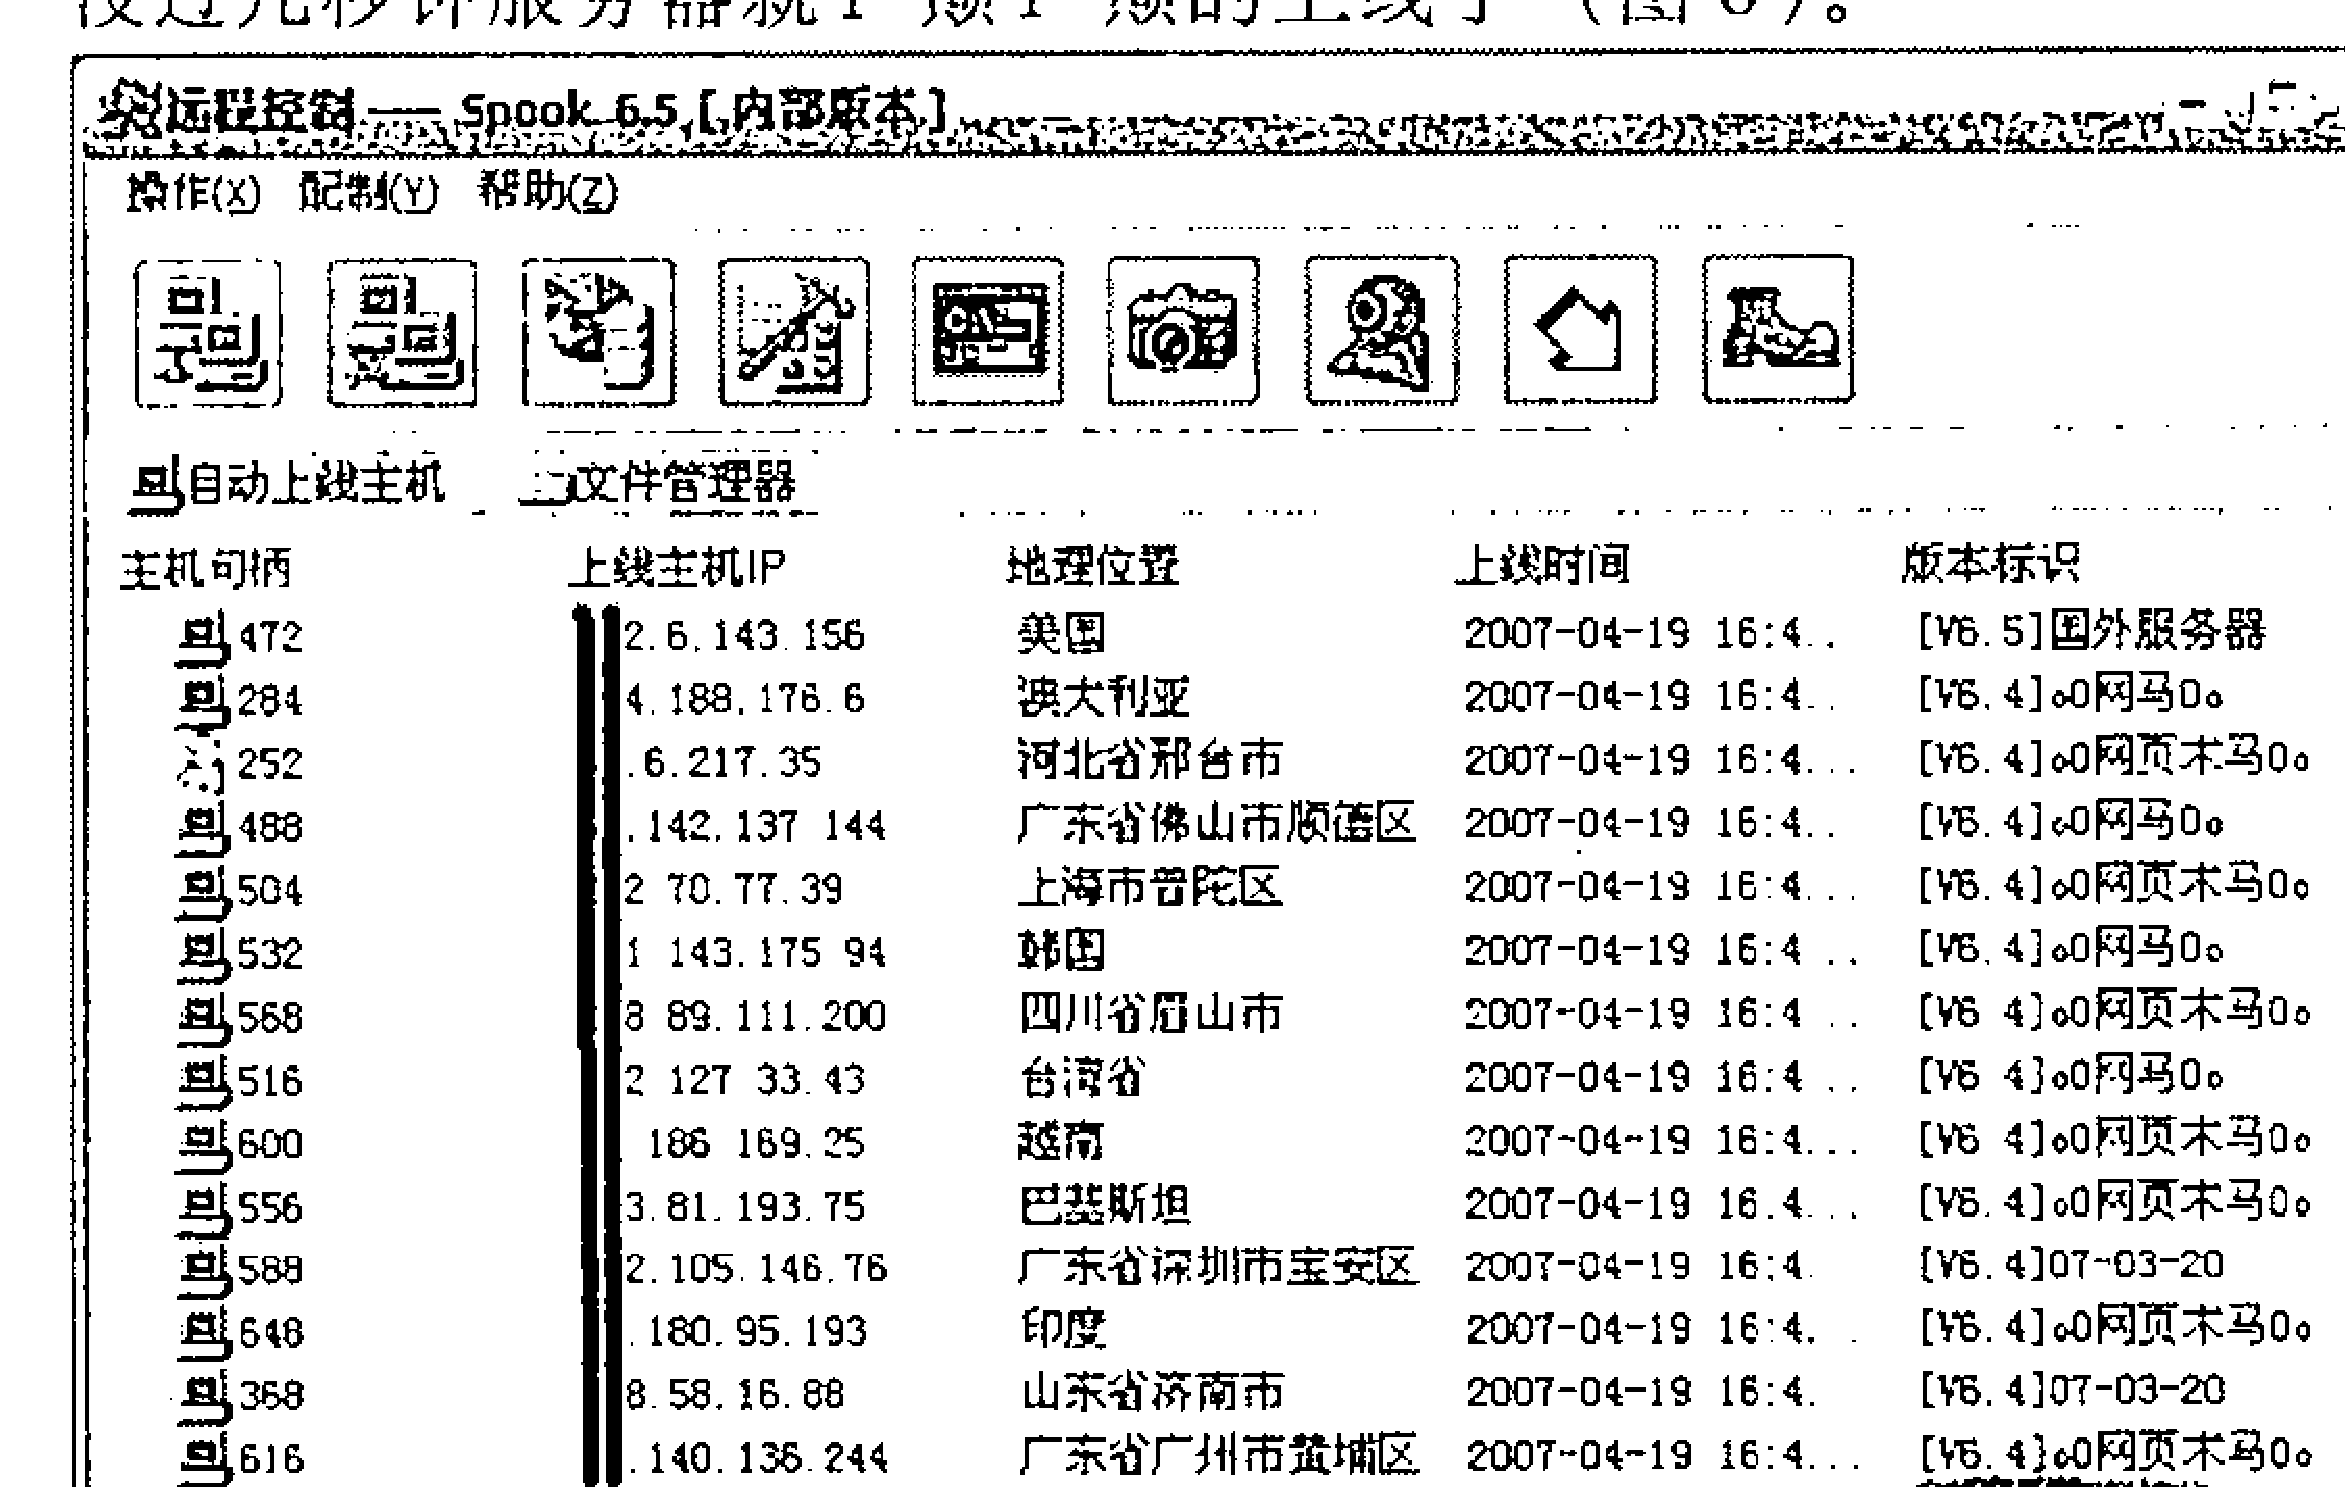 没过几秒钟服务器就1颠1颠的上线了(图6)。
远程控制 —— Spook 6.5 [ 内部版本 ]
操作(X) 配制(Y) 帮助(Z)
自动上线主机 文件管理器
主机句柄 上线主机IP 地理位置 上线时间 版本标识
472 2.6.143.156 美国 2007-04-19 16:4.. [V6.5]国外服务器
284 4.188.176.6 澳大利亚 2007-04-19 16:4.. [V6.4]o0网马0o
252 .6.217.35 河北省邢台市 2007-04-19 16:4... [V6.4]o0网页木马0o
488 .142.137 144 广东省佛山市顺德区 2007-04-19 16:4.. [V6.4]o0网马0o
504 2 70.77.39 上海市普陀区 2007-04-19 16:4... [V6.4]o0网页木马0o
532 1 143.175 94 韩国 2007-04-19 16:4 .. [V6.4]o0网马0o
568 8 89.111.200 四川省眉山市 2007-04-19 16:4 .. [V6 4]o0网页木马0o
516 2 127 33.43 台湾省 2007-04-19 16:4 .. [V6 4]o0网马0o
600 186 169.25 越南 2007-04-19 16:4... [V6 4]o0网页木马0o
556 3.81.193.75 巴基斯坦 2007-04-19 16.4... [V6.4]o0网页木马0o
588 2.105.146.76 广东省深圳市宝安区 2007-04-19 16:4. [V6.4]07-03-20
648 .180.95.193 印度 2007-04-19 16:4. . [V6.4]o0网页木马0o
368 8.58.16.88 山东省济南市 2007-04-19 16:4. [V6.4]07-03-20
616 .140.136.244 广东省广州市黄埔区 2007-04-19 16:4... [V6.4]o0网页木马0o